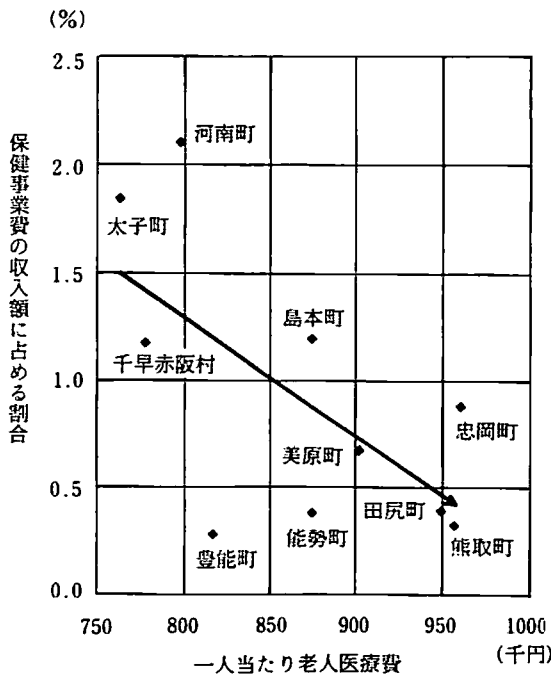 (%)
2.5
2.0
1.5
1.0
0.5
0.0
保健事業費の収入額に占める割合
河南町
太子町
島本町
千早赤阪村
忠岡町
美原町
田尻町
能勢町
熊取町
豊能町
750 800 850 900 950 1000
(千円)
一人当たり老人医療費